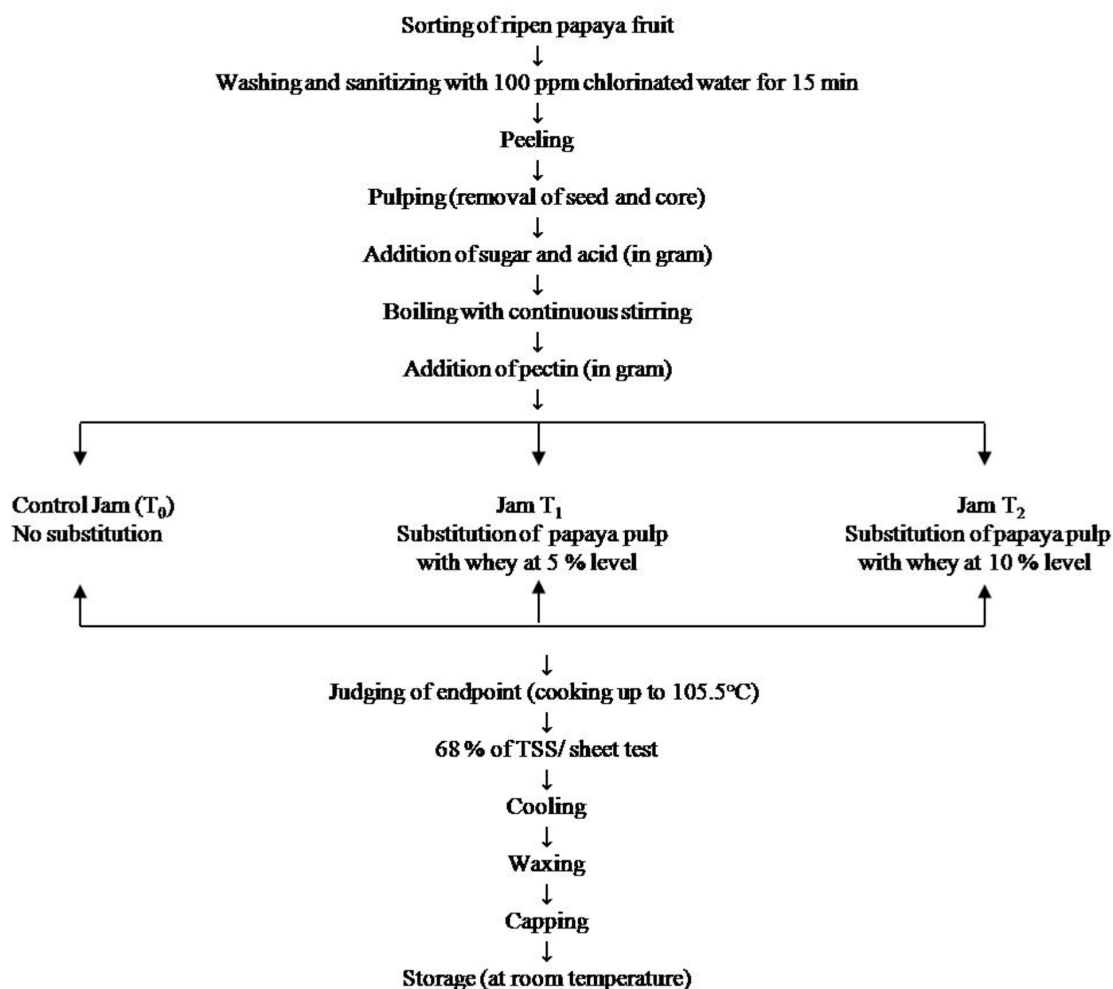 Sorting of ripen papaya fruit
↓
Washing and sanitizing with 100 ppm chlorinated water for 15 min
↓
Peeling
↓
Pulping (removal of seed and core)
↓
Addition of sugar and acid (in gram)
↓
Boiling with continuous stirring
↓
Addition of pectin (in gram)
↓
Control Jam (T₀)
No substitution
Jam T₁
Substitution of papaya pulp
with whey at 5 % level
Jam T₂
Substitution of papaya pulp
with whey at 10 % level
↓
Judging of endpoint (cooking up to 105.5°C)
↓
68 % of TSS/ sheet test
↓
Cooling
↓
Waxing
↓
Capping
↓
Storage (at room temperature)